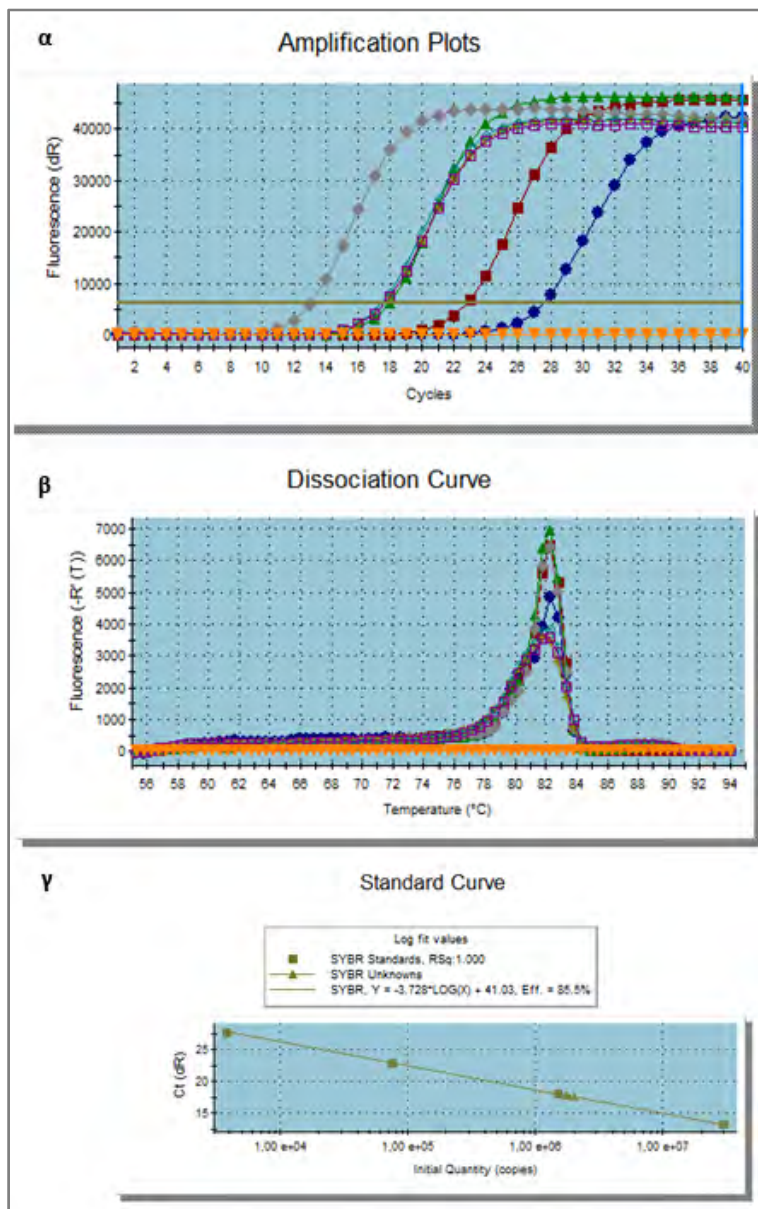 α
Amplification Plots
Fluorescence (dR)
40000
30000
20000
10000
0
2 4 6 8 10 12 14 16 18 20 22 24 26 28 30 32 34 36 38 40
Cycles
β
Dissociation Curve
Fluorescence (-R' (T))
7000
6000
5000
4000
3000
2000
1000
0
56 58 60 62 64 66 68 70 72 74 76 78 80 82 84 86 88 90 92 94
Temperature (°C)
γ
Standard Curve
Log fit values
SYBR Standards, RSq:1.000
SYBR Unknowns
SYBR, Y = -3.728*LOG(X) + 41.03, Eff. = 85.5%
Ct (dR)
25
20
15
1,00 e+04 1,00 e+05 1,00 e+06 1,00 e+07
Initial Quantity (copies)